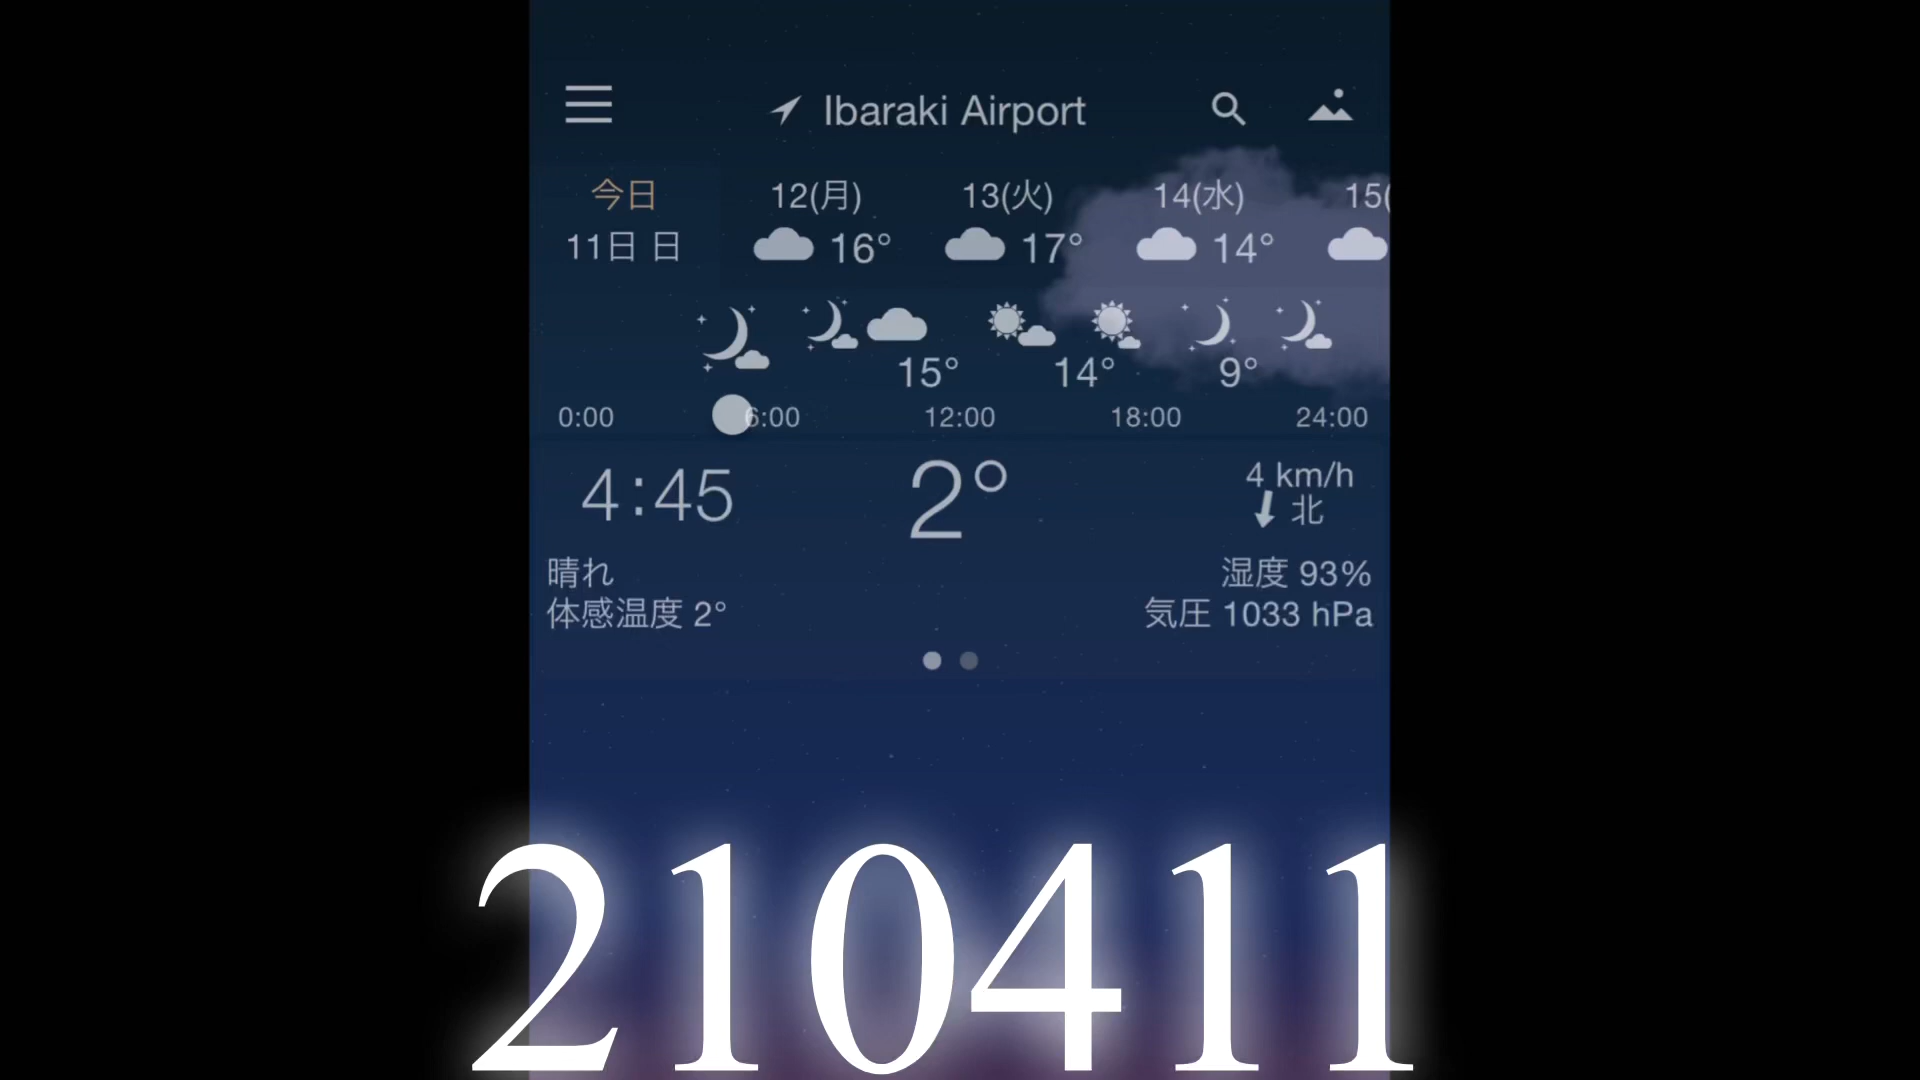 Ibaraki Airport
今日 12(月) 13(火) 14(水) 15(
11日 日 16° 17° 14°
15° 14° 9°
0:00 6:00 12:00 18:00 24:00
4:45 2° 4 km/h
北
晴れ 湿度 93%
体感温度 2° 気圧 1033 hPa
210411